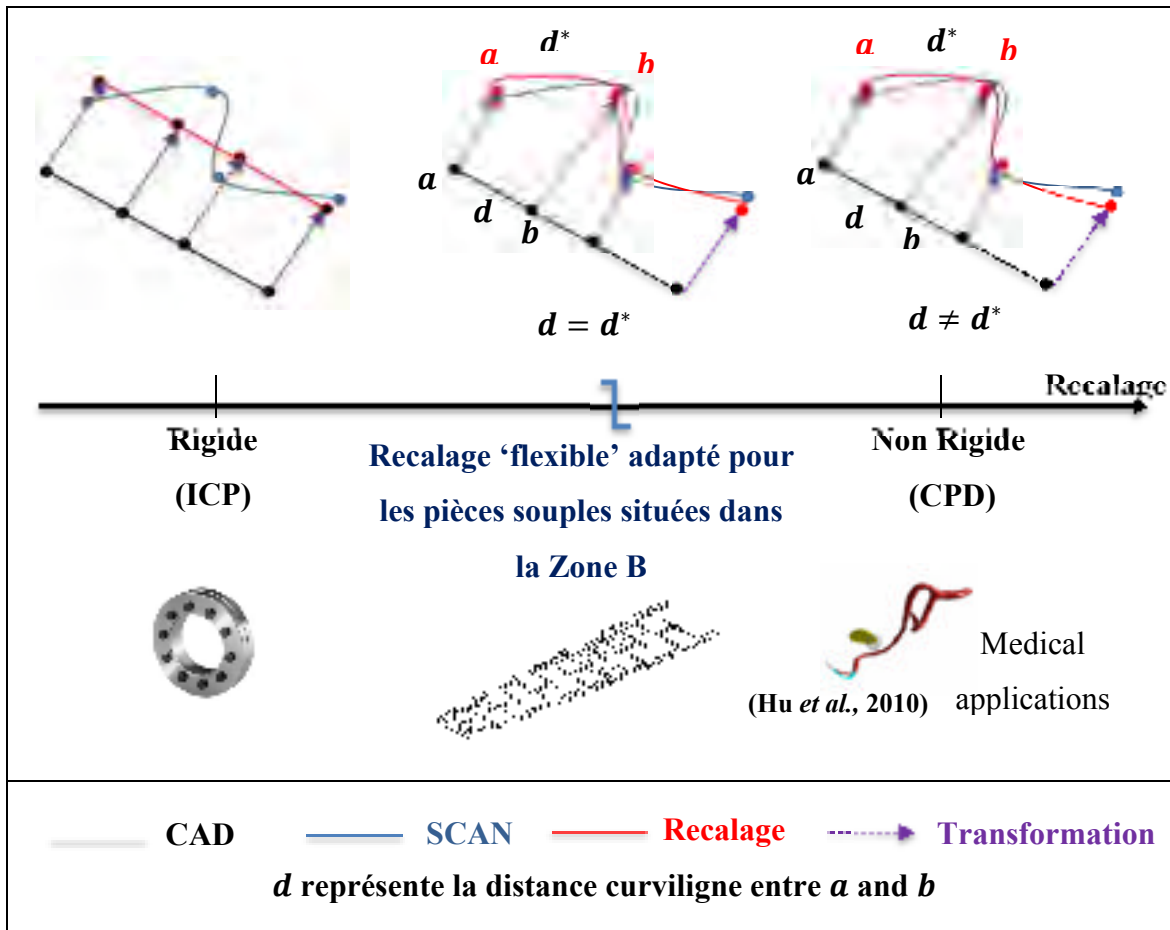 a d* b
a d* b
a
d
b
a
d
b
d = d*
d ≠ d*
Recalage
Rigide
(ICP)
Recalage ‘flexible’ adapté pour
les pièces souples situées dans
la Zone B
Non Rigide
(CPD)
(Hu et al., 2010)
Medical
applications
CAD SCAN Recalage Transformation
d représente la distance curviligne entre a and b